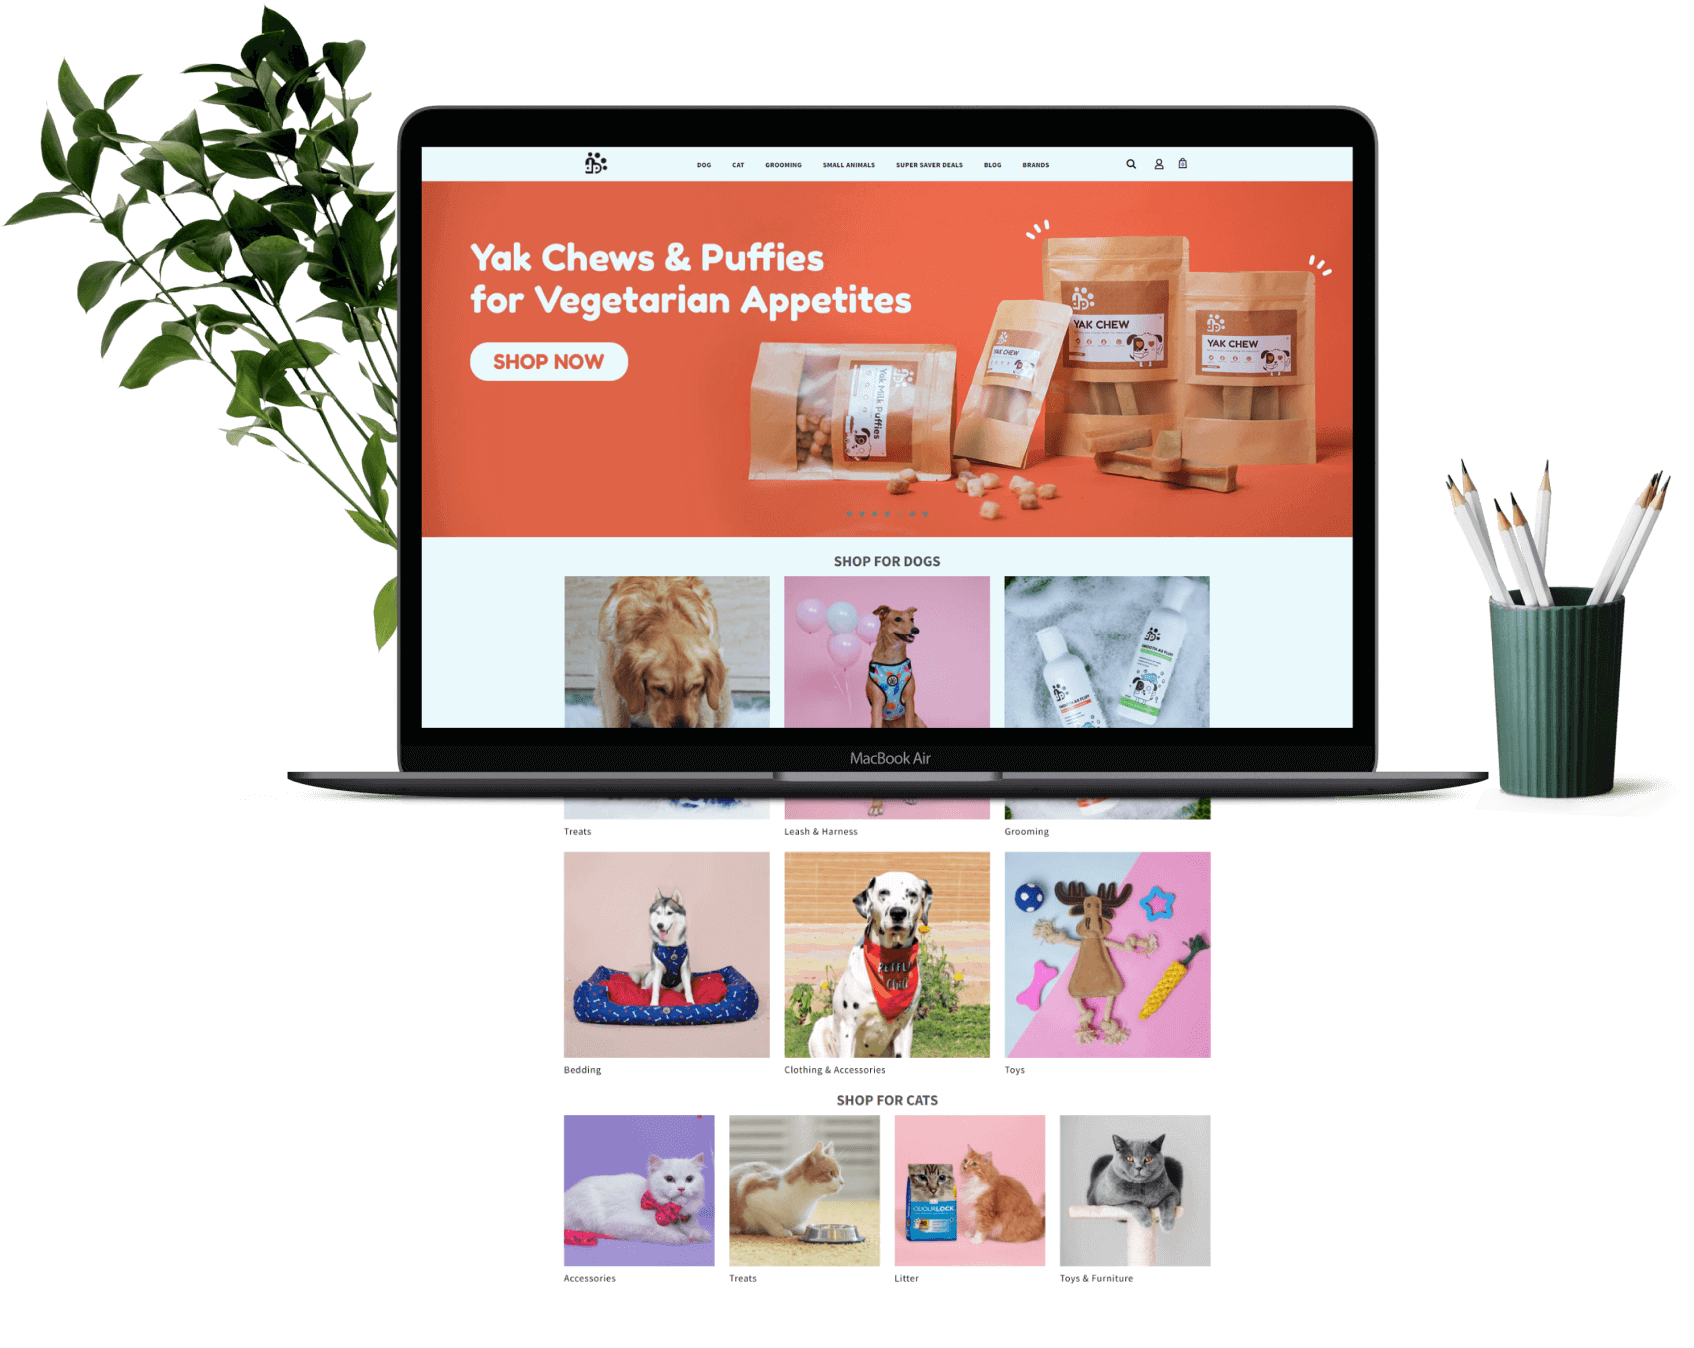 DOG CAT GROOMING SMALL ANIMALS SUPER SAVER DEALS BLOG BRANDS
Yak Chews & Puffies
for Vegetarian Appetites
SHOP NOW
YAK CHEW
YAK CHEW
YAK CHEW
Yak Milk Puffies
SHOP FOR DOGS
MacBook Air
Treats
Leash & Harness
Grooming
Bedding
Clothing & Accessories
Toys
SHOP FOR CATS
ODOURLOCK
Accessories
Treats
Litter
Toys & Furniture